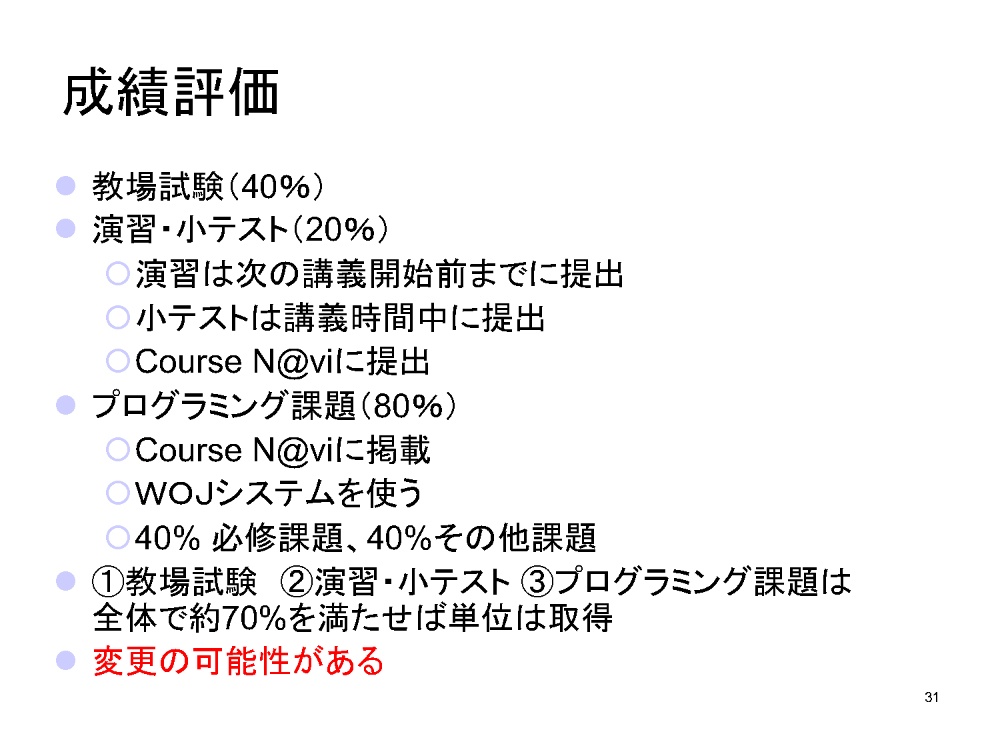 成績評価
● 教場試験（40％）
● 演習・小テスト（20％）
○演習は次の講義開始前までに提出
○小テストは講義時間中に提出
○Course N@viに提出
● プログラミング課題（80％）
○Course N@viに掲載
○WOJシステムを使う
○40% 必修課題、40%その他課題
● ①教場試験 ②演習・小テスト ③プログラミング課題は
全体で約70%を満たせば単位は取得
● 変更の可能性がある
31